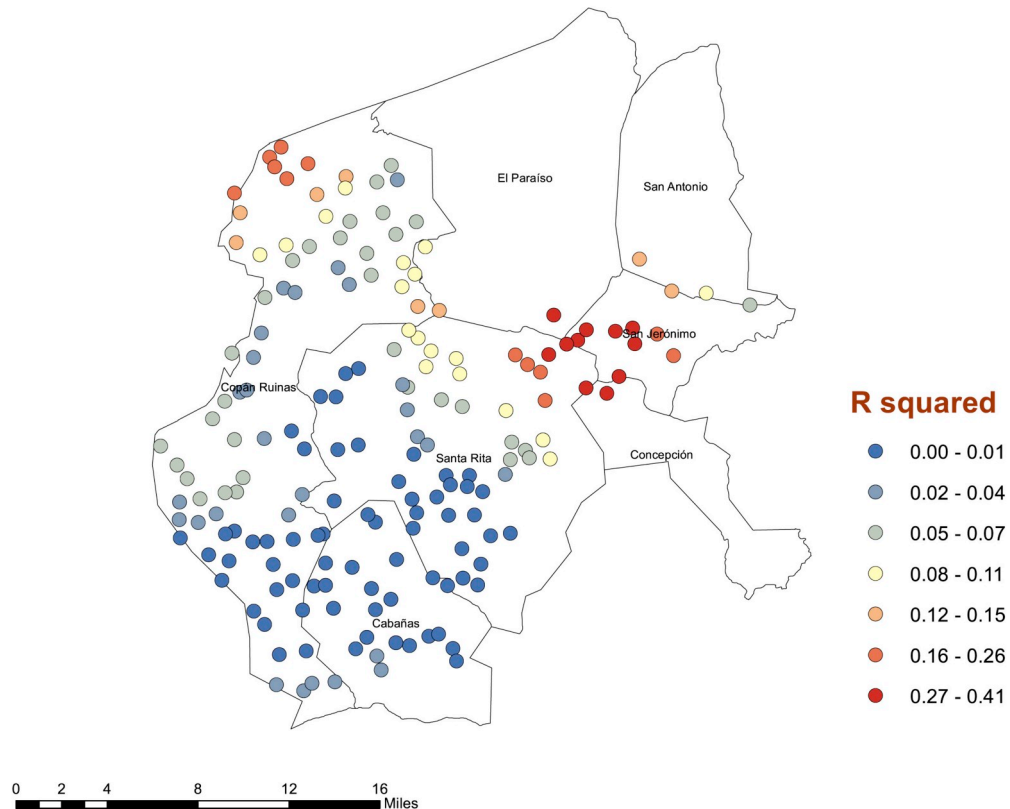 El Paraíso
San Antonio
San Jerónimo
Copán Ruinas
Santa Rita
Concepción
Cabañas
R squared
0.00 - 0.01
0.02 - 0.04
0.05 - 0.07
0.08 - 0.11
0.12 - 0.15
0.16 - 0.26
0.27 - 0.41
0 2 4 8 12 16
Miles